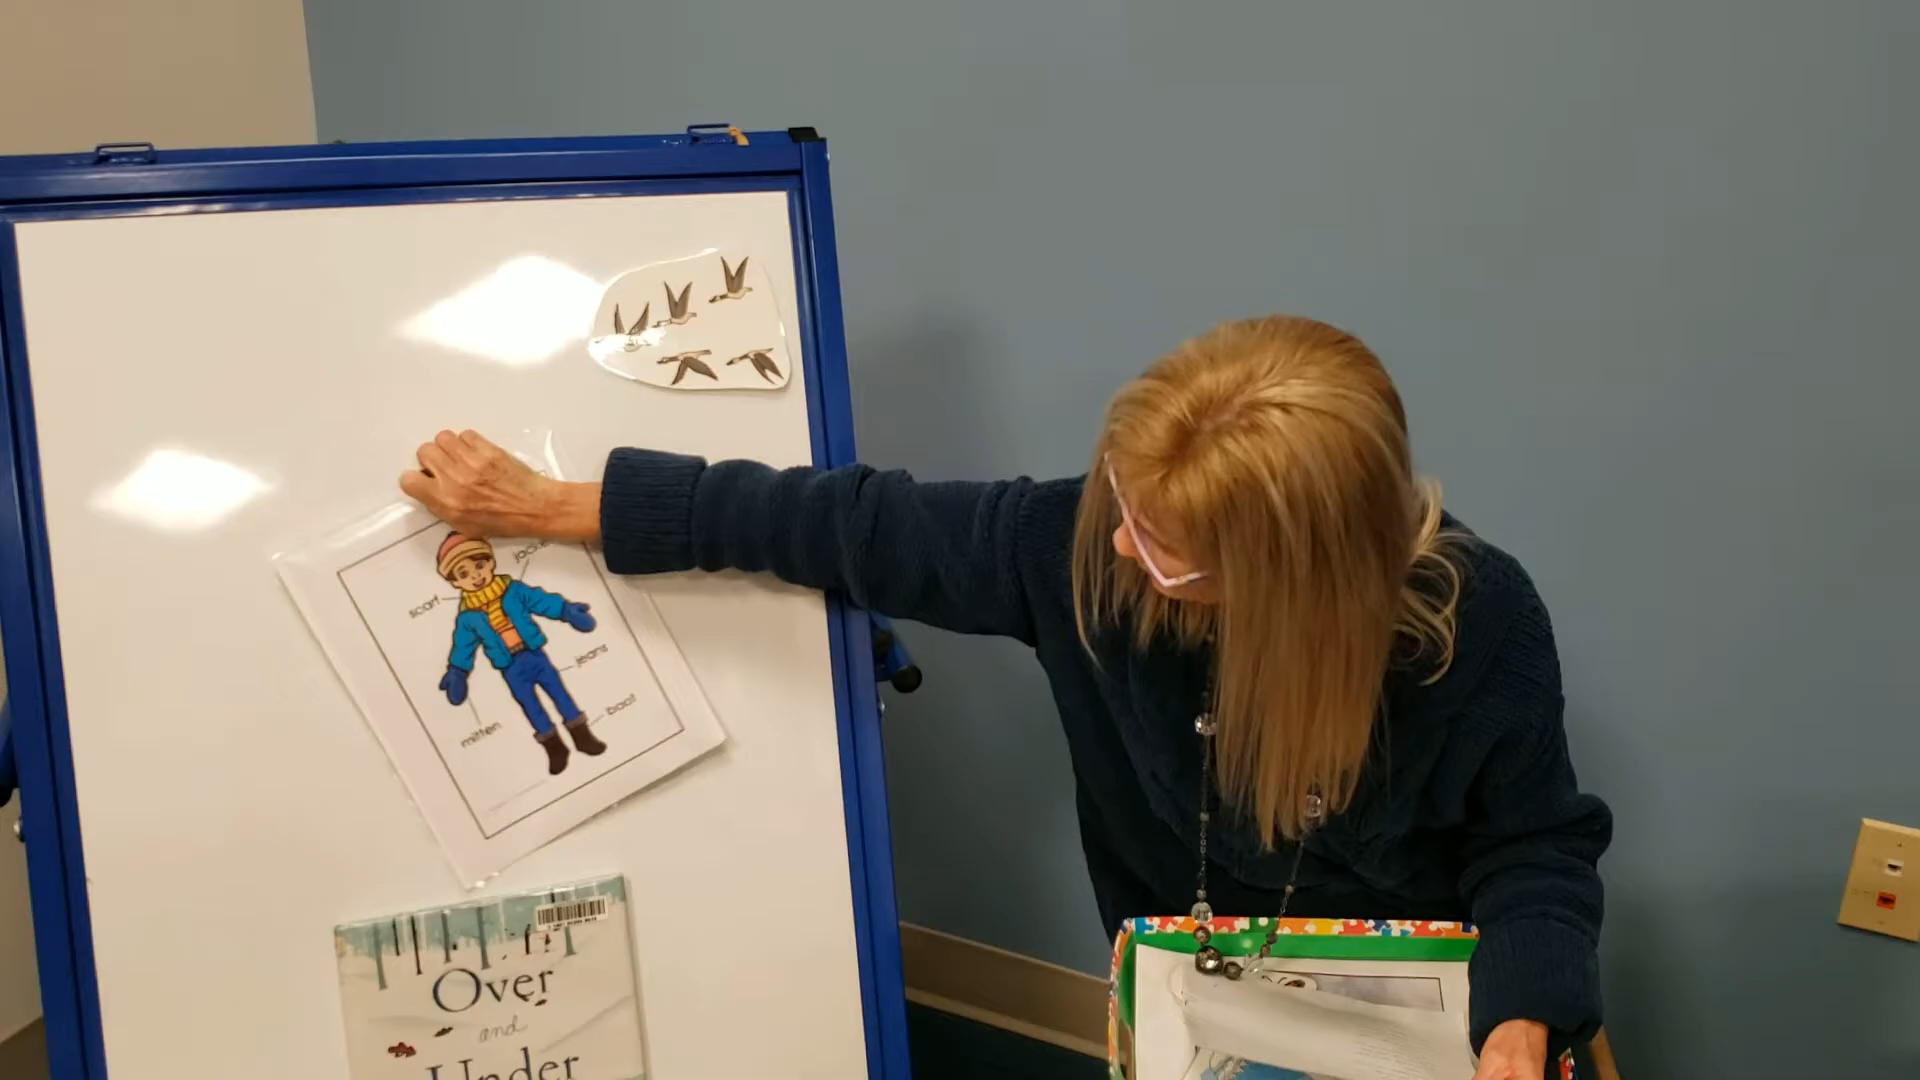 scarf
jeans
boot
mitten
Over
and
Under